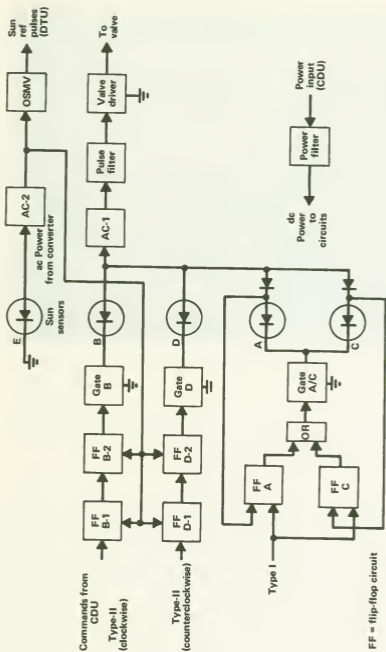 Sun
ref
pulses
(DTU)
OSMV
AC-2
ac Power
from converter
E
Sun
sensors
To
valve
Valve
driver
Pulse
filter
AC-1
B
Gate
B
FF
B-2
FF
B-1
Commands from
CDU
Type-II
(clockwise)
D
Gate
D
FF
D-2
FF
D-1
Type-II
(counterclockwise)
A
C
Gate
A/C
OR
FF
A
FF
C
Type I
Power
input
(CDU)
Power
filter
dc
Power
to
circuits
FF = flip-flop circuit